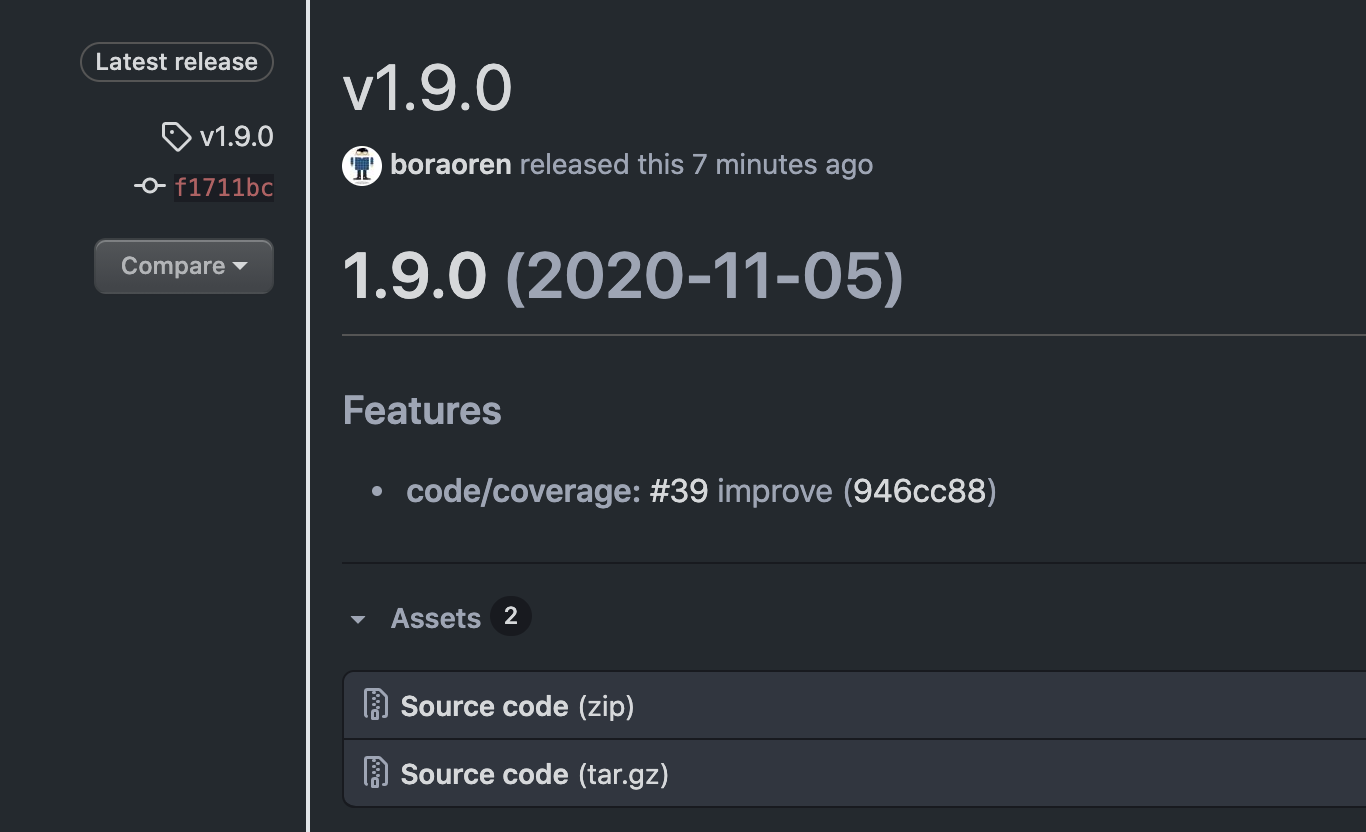 Latest release
v1.9.0
f1711bc
Compare
v1.9.0
boraoren released this 7 minutes ago
1.9.0 (2020-11-05)
Features
• code/coverage: #39 improve (946cc88)
Assets 2
Source code (zip)
Source code (tar.gz)